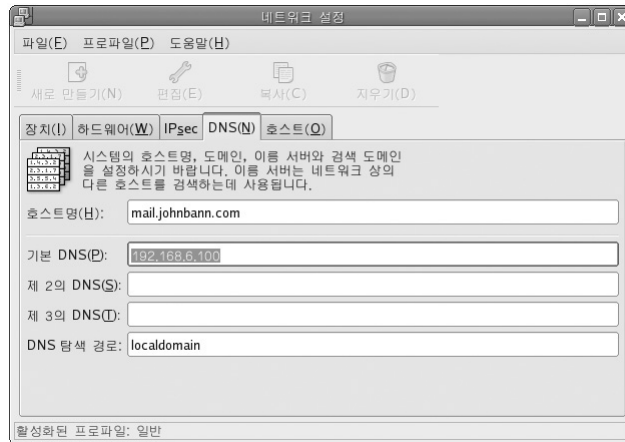 네트워크 설정
파일(F) 프로파일(P) 도움말(H)
새로 만들기(N) 편집(E) 복사(C) 지우기(D)
장치(I) 하드웨어(W) IPsec DNS(N) 호스트(O)
시스템의 호스트명, 도메인, 이름 서버와 검색 도메인
을 설정하시기 바랍니다. 이름 서버는 네트워크 상의
다른 호스트를 검색하는데 사용됩니다.
호스트명(H): mail.johnbann.com
기본 DNS(P): 192.168.6.100
제 2의 DNS(S):
제 3의 DNS(T):
DNS 탐색 경로: localdomain
활성화된 프로파일: 일반